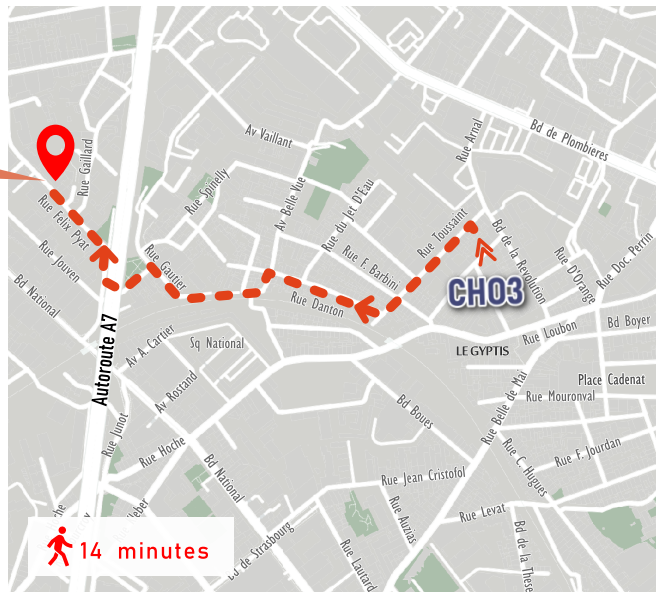 Bd de Plombières
Av Vaillant
Rue Arnal
Rue Gaillard
Rue Spinelly
Av Belle Vue
Rue du Jet D'Eau
Rue Felix Pyat
Rue Toussaint
Bd de la Revolution
Rue Doc. Perrin
Rue D'Orange
Rue Jouven
Rue Gautier
Rue F. Barbini
Bd National
CHO3
Rue Danton
Autoroute A7
Av A. Cartier
Sq National
LE GYPTIS
Rue Loubon
Bd Boyer
Place Cadenat
Av Rostand
Rue Belle de Mai
Rue Mouronval
Bd Boues
Rue Junot
Rue Hoche
Rue F. Jourdan
Rue C. Hugues
Bd National
Rue Jean Cristofol
Rue Levat
Rue Auzias
Bd de Strasbourg
Rue Lautard
Bd de la Thèse
14 minutes